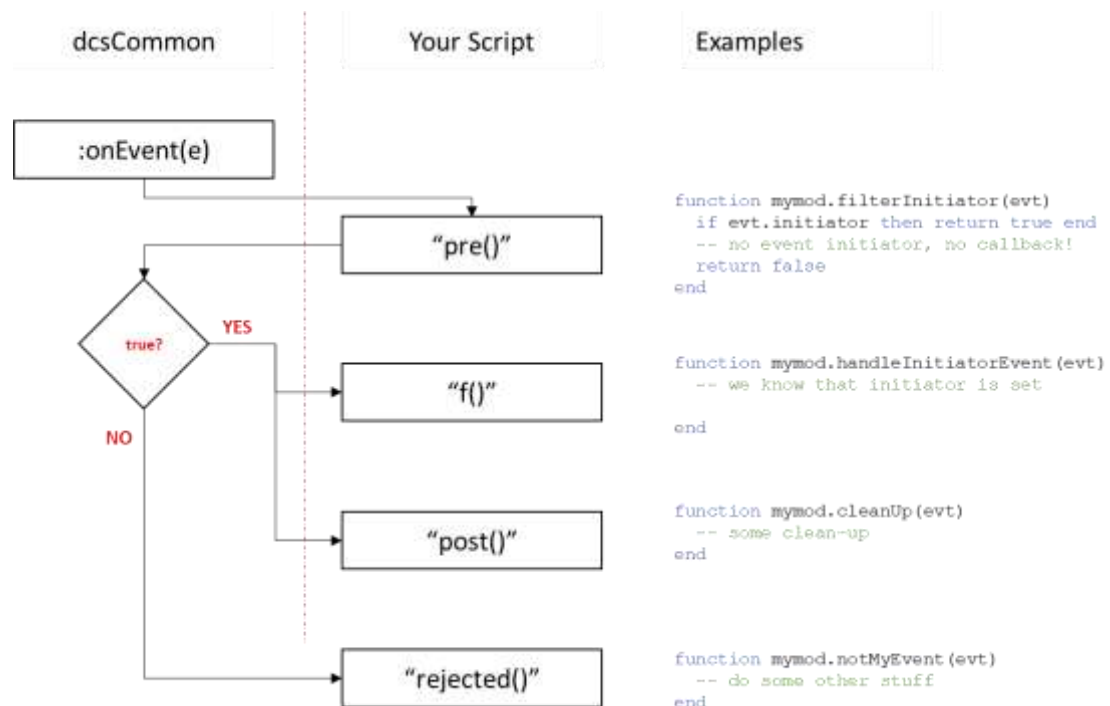 dcsCommon
Your Script
Examples
:onEvent(e)
“pre()”
function mymod.filterInitiator(evt)
if evt.initiator then return true end
-- no event initiator, no callback!
return false
end
true?
YES
NO
“f()”
function mymod.handleInitiatorEvent(evt)
-- we know that initiator is set
end
“post()”
function mymod.cleanUp(evt)
-- some clean-up
end
“rejected()”
function mymod.notMyEvent(evt)
-- do some other stuff
end